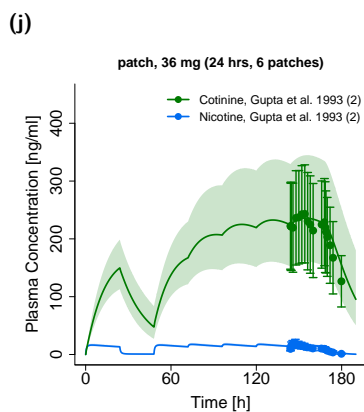 (j)
patch, 36 mg (24 hrs, 6 patches)
Cotinine, Gupta et al. 1993 (2)
Nicotine, Gupta et al. 1993 (2)
Plasma Concentration [ng/ml]
400
300
200
100
0
0 60 120 180
Time [h]